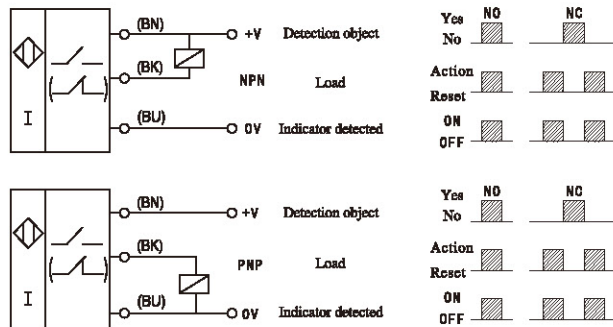 (BN) +V Detection object Yes No NO NC
(BK) NPN Load Action Reset
I (BU) 0V Indicator detected ON OFF
(BN) +V Detection object Yes No NO NC
(BK) PNP Load Action Reset
I (BU) 0V Indicator detected ON OFF